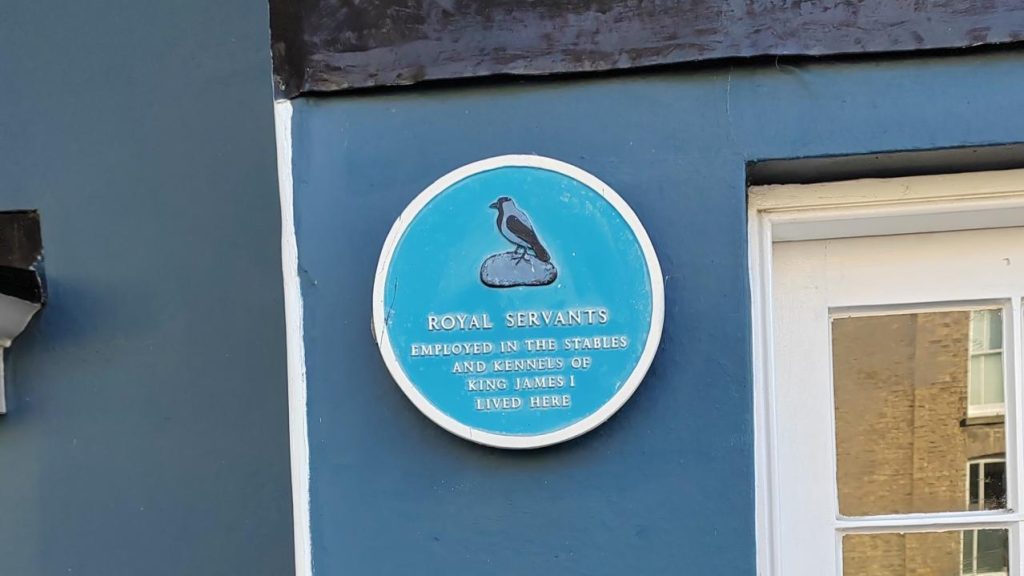 ROYAL SERVANTS
EMPLOYED IN THE STABLES
AND KENNELS OF
KING JAMES I
LIVED HERE